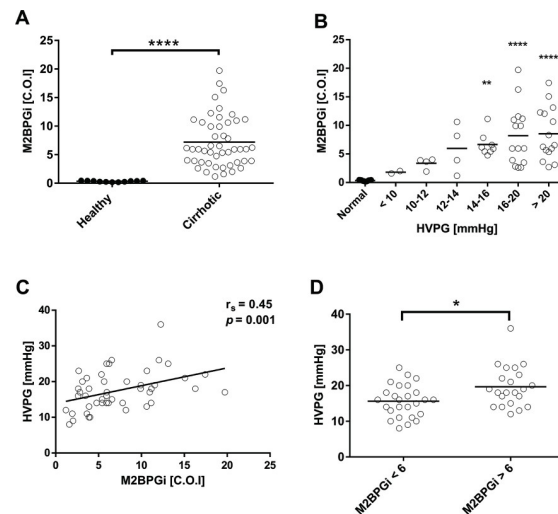 A
****
M2BPGi [C.O.I]
25
20
15
10
5
0
Healthy
Cirrhotic
B
M2BPGi [C.O.I]
25
20
15
10
5
0
**
****
****
Normal
< 10
10-12
12-14
14-16
16-20
> 20
HVPG [mmHg]
C
rs = 0.45
p = 0.001
HVPG [mmHg]
40
30
20
10
0
0
5
10
15
20
25
M2BPGi [C.O.I]
D
*
HVPG [mmHg]
40
30
20
10
0
M2BPGi < 6
M2BPGi > 6